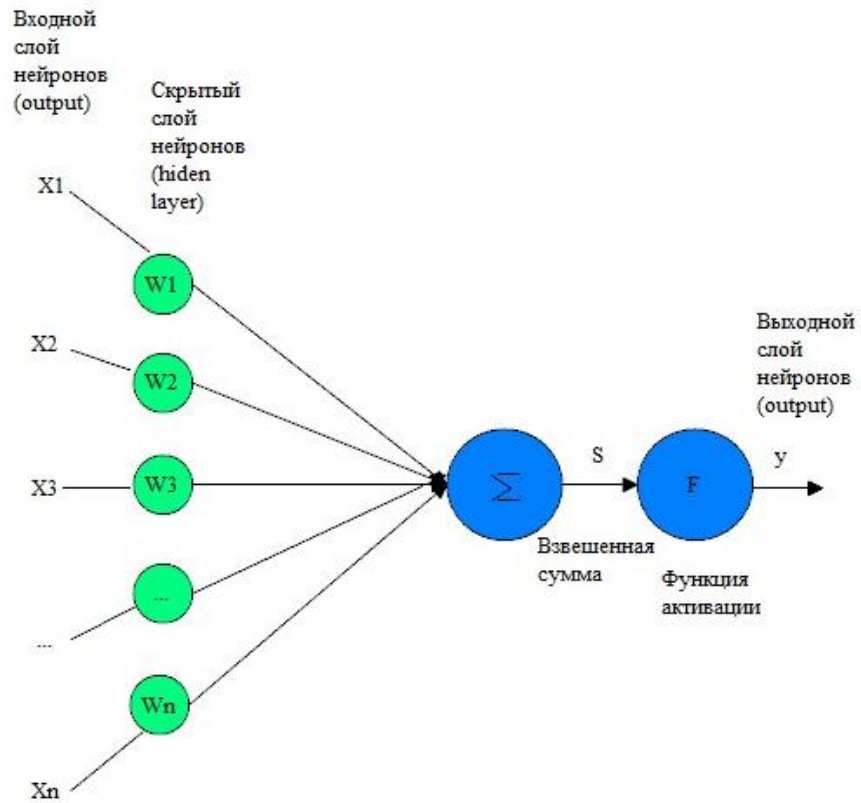 Входной
слой
нейронов
(output)
Скрытый
слой
нейронов
(hiden
layer)
X1
W1
X2
W2
X3
W3
...
...
Wn
Xn
Σ
S
Взвешенная
сумма
F
Функция
активации
y
Выходной
слой
нейронов
(output)